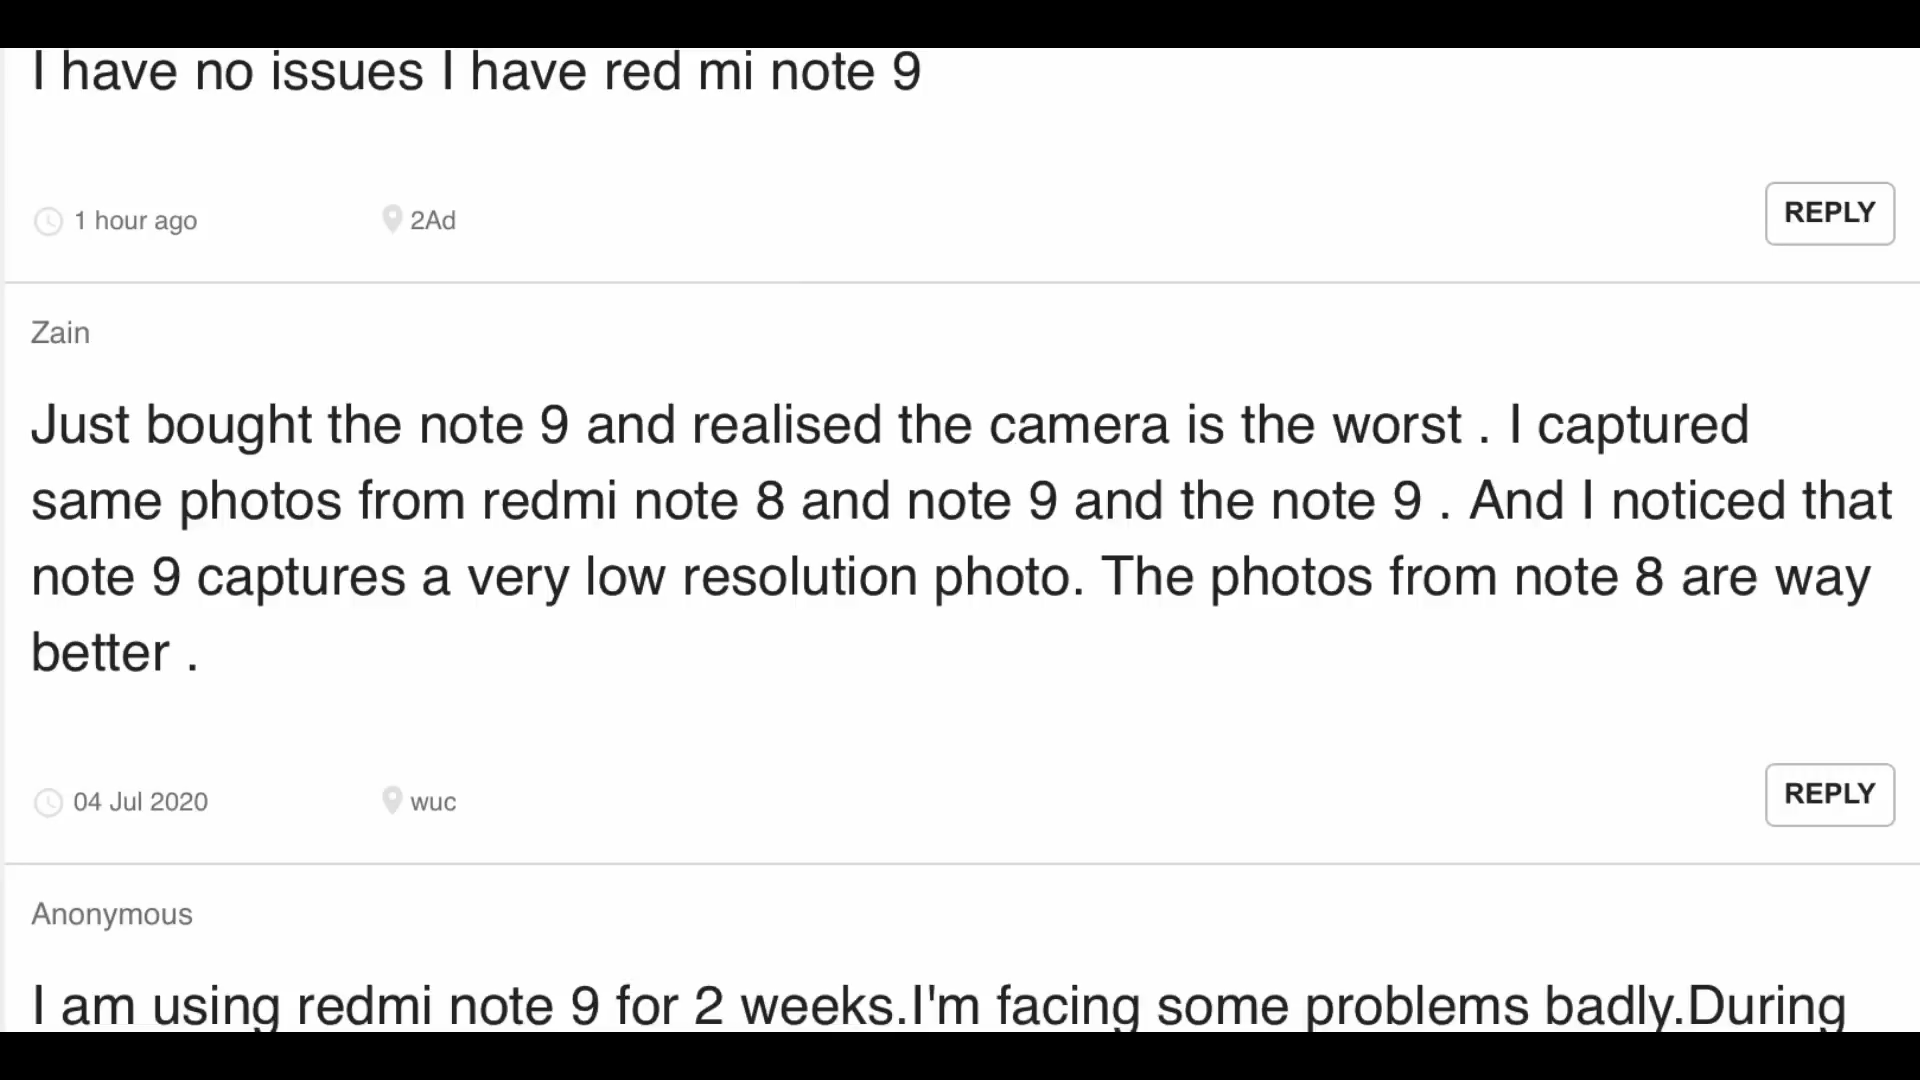 I have no issues I have red mi note 9
1 hour ago
2Ad
REPLY
Zain
Just bought the note 9 and realised the camera is the worst . I captured
same photos from redmi note 8 and note 9 and the note 9 . And I noticed that
note 9 captures a very low resolution photo. The photos from note 8 are way
better .
04 Jul 2020
wuc
REPLY
Anonymous
I am using redmi note 9 for 2 weeks.I'm facing some problems badly.During